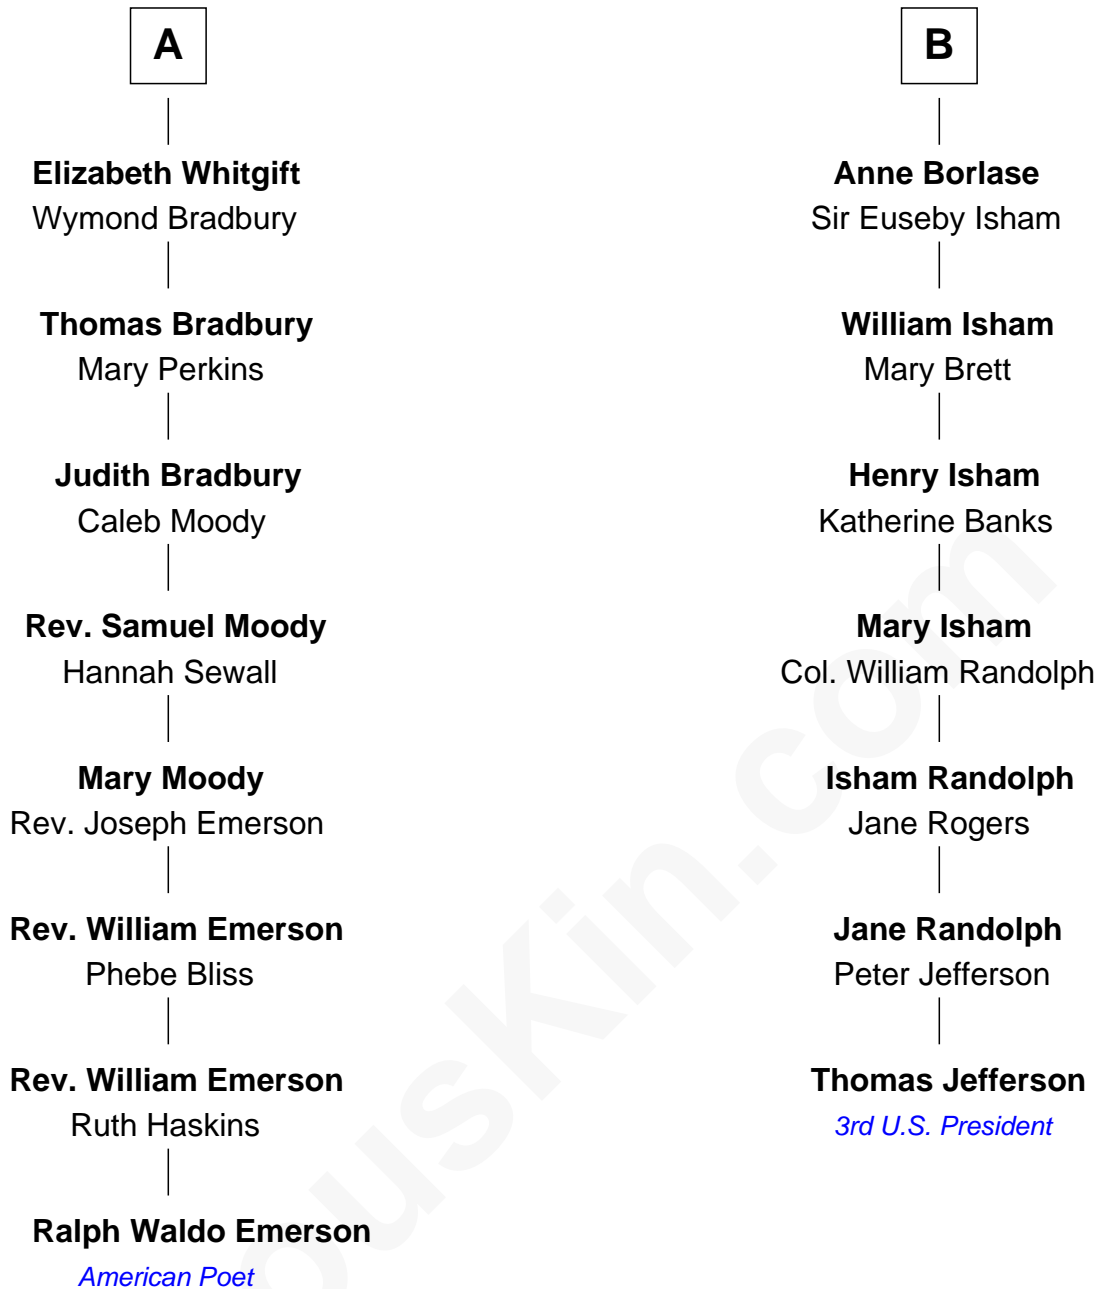 A
Elizabeth Whitgift
Wymond Bradbury
Thomas Bradbury
Mary Perkins
Judith Bradbury
Caleb Moody
Rev. Samuel Moody
Hannah Sewall
Mary Moody
Rev. Joseph Emerson
Rev. William Emerson
Phebe Bliss
Rev. William Emerson
Ruth Haskins
Ralph Waldo Emerson
American Poet
B
Anne Borlase
Sir Euseby Isham
William Isham
Mary Brett
Henry Isham
Katherine Banks
Mary Isham
Col. William Randolph
Isham Randolph
Jane Rogers
Jane Randolph
Peter Jefferson
Thomas Jefferson
3rd U.S. President
ousKin.com